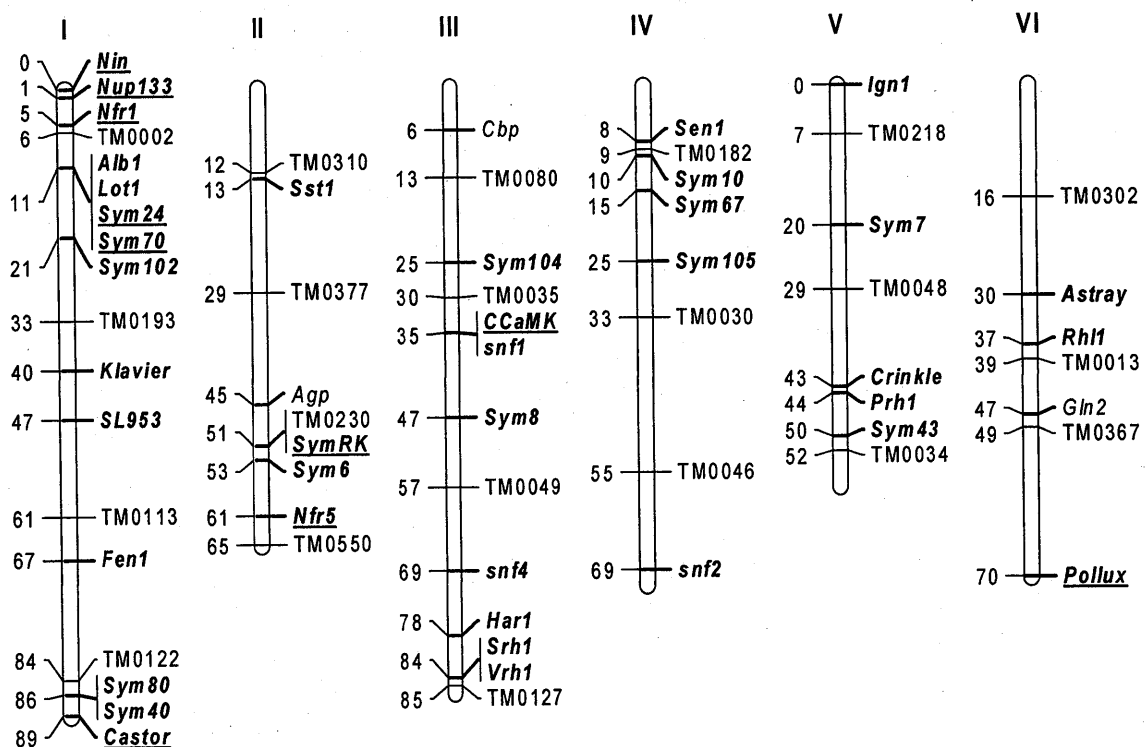 I
0 Nin
1 Nup133
5 Nfr1
6 TM0002
Alb1
Lot1
11 Sym24
Sym70
21 Sym102
33 TM0193
40 Klavier
47 SL953
61 TM0113
67 Fen1
84 TM0122
Sym80
86 Sym40
89 Castor
II
12 TM0310
13 Sst1
29 TM0377
45 Agp
TM0230
51 SymRK
53 Sym6
61 Nfr5
65 TM0550
III
6 Cbp
13 TM0080
25 Sym104
30 TM0035
CCaMK
35 snf1
47 Sym8
57 TM0049
69 snf4
78 Har1
Srh1
84 Vrh1
85 TM0127
IV
8 Sen1
9 TM0182
10 Sym10
15 Sym67
25 Sym105
33 TM0030
55 TM0046
69 snf2
V
0 Ign1
7 TM0218
20 Sym7
29 TM0048
43 Crinkle
44 Prh1
50 Sym43
52 TM0034
VI
16 TM0302
30 Astray
37 Rhl1
39 TM0013
47 Gln2
49 TM0367
70 Pollux